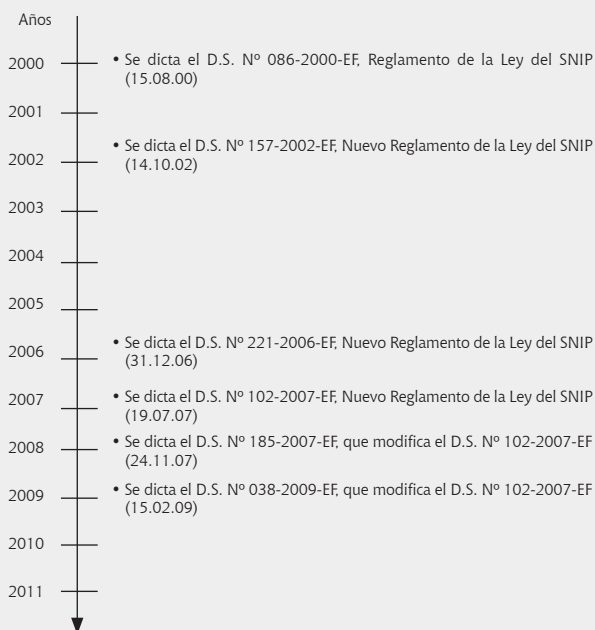 Años
2000
• Se dicta el D.S. Nº 086-2000-EF, Reglamento de la Ley del SNIP
(15.08.00)
2001
• Se dicta el D.S. Nº 157-2002-EF, Nuevo Reglamento de la Ley del SNIP
2002
(14.10.02)
2003
2004
2005
• Se dicta el D.S. Nº 221-2006-EF, Nuevo Reglamento de la Ley del SNIP
2006
(31.12.06)
2007
• Se dicta el D.S. Nº 102-2007-EF, Nuevo Reglamento de la Ley del SNIP
(19.07.07)
2008
• Se dicta el D.S. Nº 185-2007-EF, que modifica el D.S. Nº 102-2007-EF
(24.11.07)
2009
• Se dicta el D.S. Nº 038-2009-EF, que modifica el D.S. Nº 102-2007-EF
(15.02.09)
2010
2011